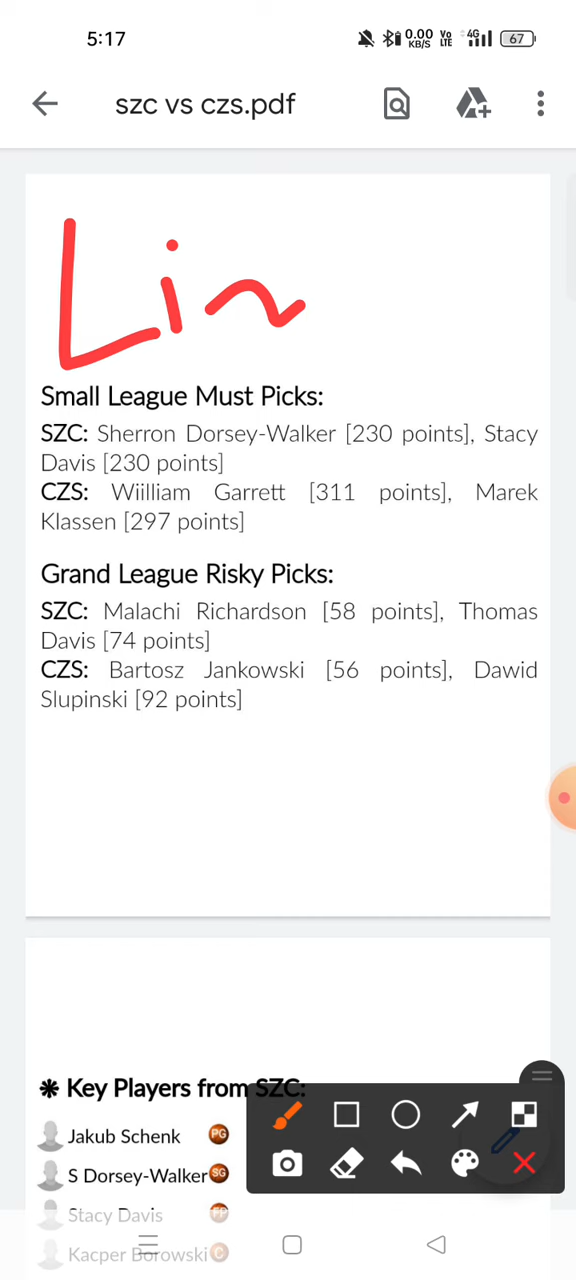 5:17
0.00 KB/S
Vo LTE
4G
67
szc vs czs.pdf
Lin
Small League Must Picks:
SZC: Sherron Dorsey-Walker [230 points], Stacy
Davis [230 points]
CZS: Wiilliam Garrett [311 points], Marek
Klassen [297 points]
Grand League Risky Picks:
SZC: Malachi Richardson [58 points], Thomas
Davis [74 points]
CZS: Bartosz Jankowski [56 points], Dawid
Slupinski [92 points]
Key Players from SZC:
Jakub Schenk PG
S Dorsey-Walker SG
Stacy Davis
Kacper Borowski C